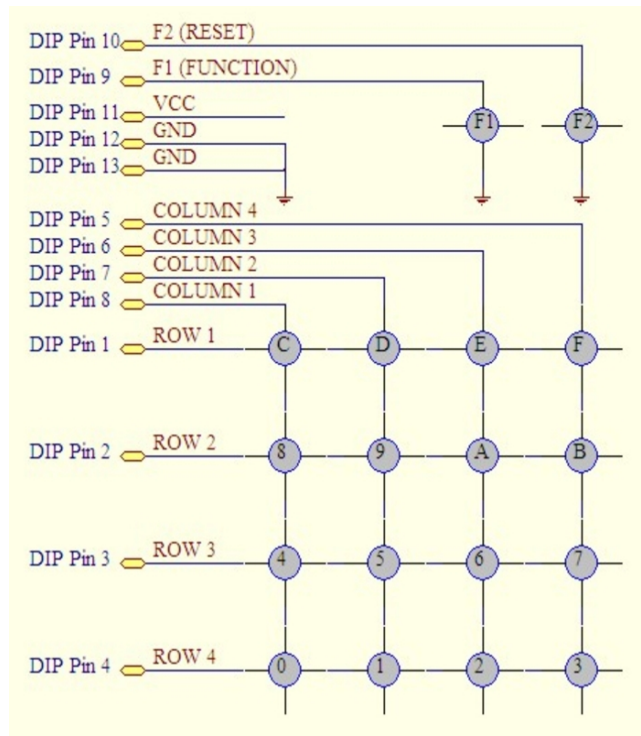 DIP Pin 10 F2 (RESET)
DIP Pin 9 F1 (FUNCTION)
DIP Pin 11 VCC
F1 F2
DIP Pin 12 GND
DIP Pin 13 GND
DIP Pin 5 COLUMN 4
DIP Pin 6 COLUMN 3
DIP Pin 7 COLUMN 2
DIP Pin 8 COLUMN 1
DIP Pin 1 ROW 1 C D E F
DIP Pin 2 ROW 2 8 9 A B
DIP Pin 3 ROW 3 4 5 6 7
DIP Pin 4 ROW 4 0 1 2 3